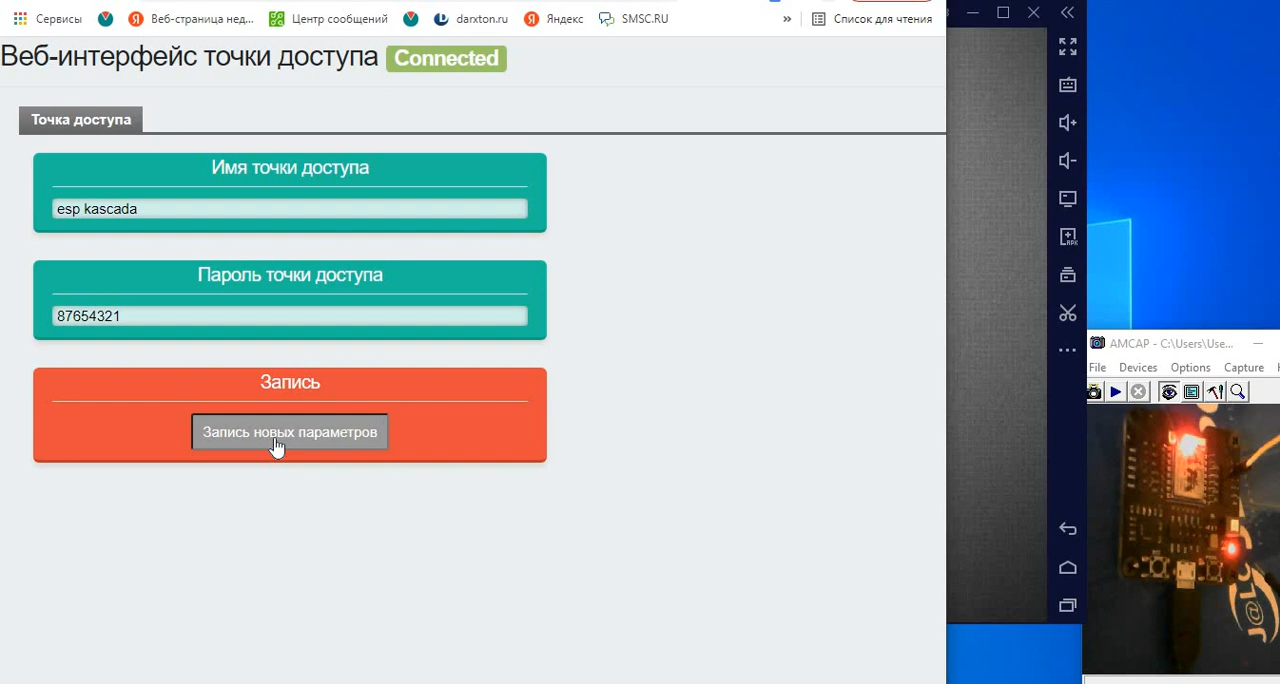 Сервисы
Веб-страница нед...
Центр сообщений
darxton.ru
Яндекс
SMSC.RU
»
Список для чтения
Веб-интерфейс точки доступа Connected
Точка доступа
Имя точки доступа
esp kascada
Пароль точки доступа
87654321
Запись
Запись новых параметров
AMCAP - C:\Users\Use...
File Devices Options Capture